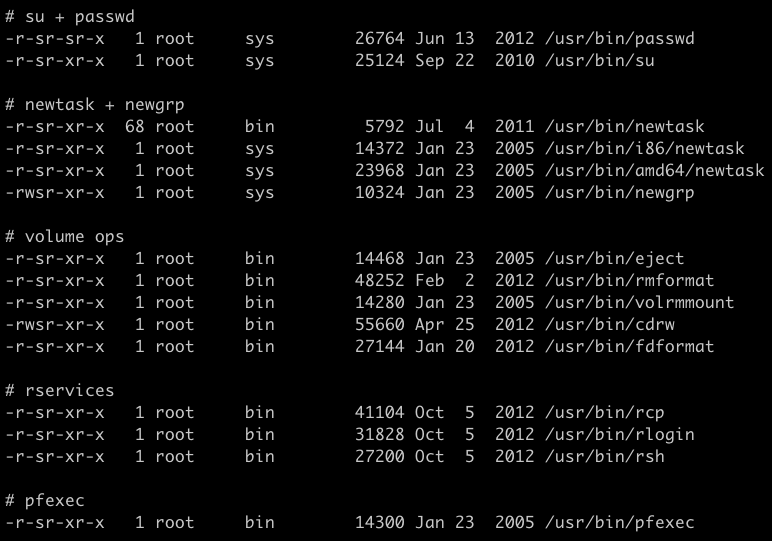 # su + passwd
-r-sr-sr-x   1 root     sys        26764 Jun 13  2012 /usr/bin/passwd
-r-sr-xr-x   1 root     sys        25124 Sep 22  2010 /usr/bin/su
# newtask + newgrp
-r-sr-xr-x  68 root     bin         5792 Jul  4  2011 /usr/bin/newtask
-r-sr-xr-x   1 root     sys        14372 Jan 23  2005 /usr/bin/i86/newtask
-r-sr-xr-x   1 root     sys        23968 Jan 23  2005 /usr/bin/amd64/newtask
-rwsr-xr-x   1 root     sys        10324 Jan 23  2005 /usr/bin/newgrp
# volume ops
-r-sr-xr-x   1 root     bin        14468 Jan 23  2005 /usr/bin/eject
-r-sr-xr-x   1 root     bin        48252 Feb  2  2012 /usr/bin/rmformat
-r-sr-xr-x   1 root     bin        14280 Jan 23  2005 /usr/bin/volrmmount
-rwsr-xr-x   1 root     bin        55660 Apr 25  2012 /usr/bin/cdrw
-r-sr-xr-x   1 root     bin        27144 Jan 20  2012 /usr/bin/fdformat
# rservices
-r-sr-xr-x   1 root     bin        41104 Oct  5  2012 /usr/bin/rcp
-r-sr-xr-x   1 root     bin        31828 Oct  5  2012 /usr/bin/rlogin
-r-sr-xr-x   1 root     bin        27200 Oct  5  2012 /usr/bin/rsh
# pfexec
-r-sr-xr-x   1 root     bin        14300 Jan 23  2005 /usr/bin/pfexec